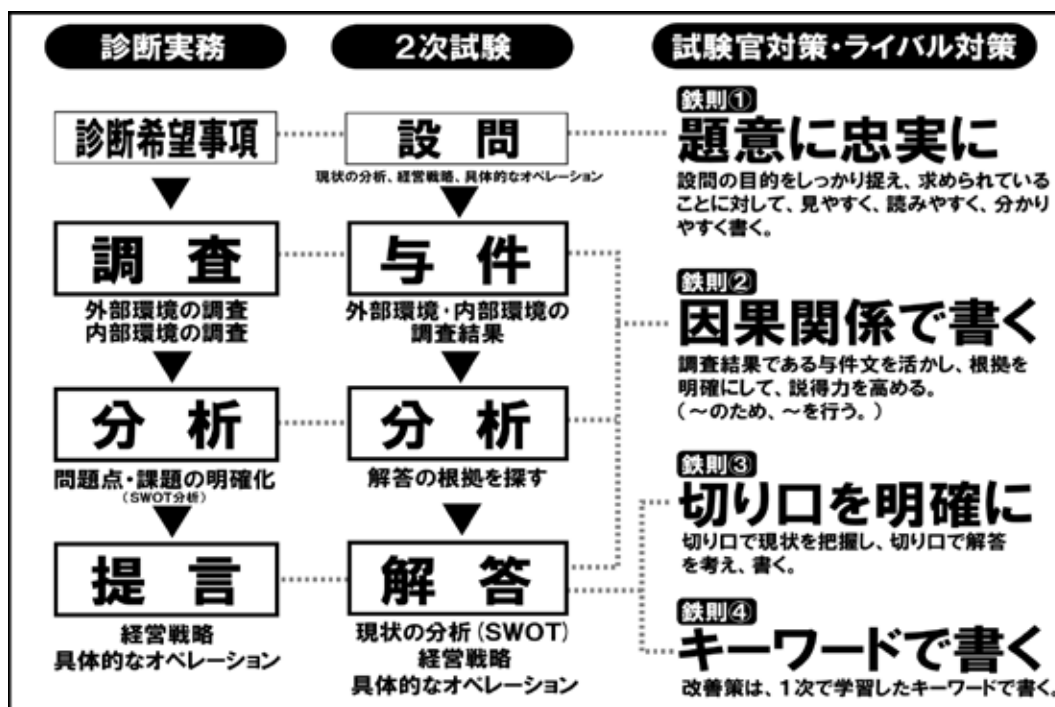 診断実務
2次試験
試験官対策・ライバル対策
診断希望事項
設問
現状の分析、経営戦略、具体的なオペレーション
鉄則①
題意に忠実に
設問の目的をしっかり捉え、求められている
ことに対して、見やすく、読みやすく、分かり
やすく書く。
調査
外部環境の調査
内部環境の調査
与件
外部環境・内部環境の
調査結果
鉄則②
因果関係で書く
調査結果である与件文を活かし、根拠を
明確にして、説得力を高める。
(～のため、～を行う。)
分析
問題点・課題の明確化
(SWOT分析)
分析
解答の根拠を探す
鉄則③
切り口を明確に
切り口で現状を把握し、切り口で解答
を考え、書く。
提言
経営戦略
具体的なオペレーション
解答
現状の分析(SWOT)
経営戦略
具体的なオペレーション
鉄則④
キーワードで書く
改善策は、1次で学習したキーワードで書く。